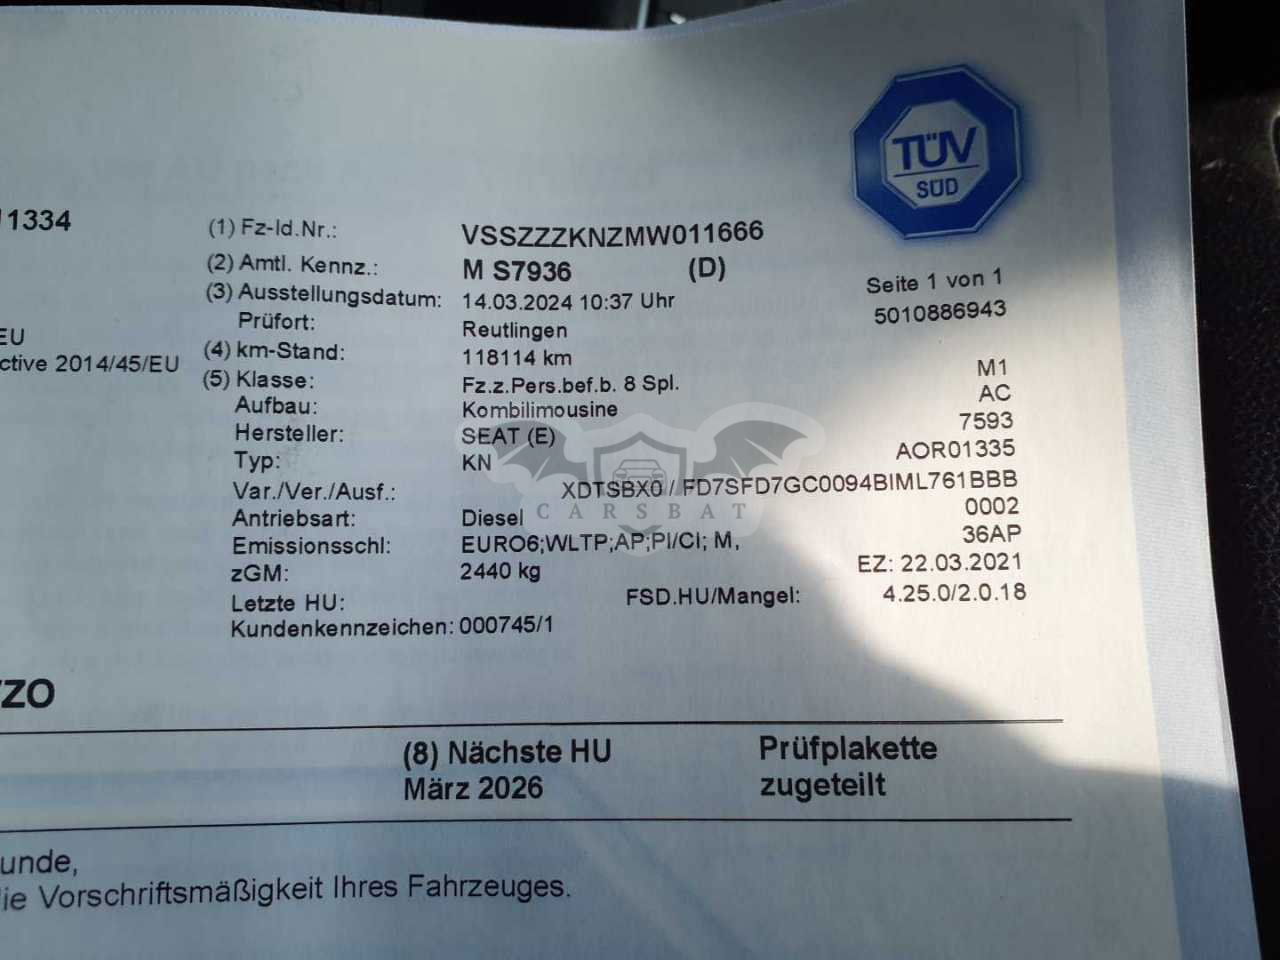 TÜV
SÜD
11334
(1) Fz-Id.Nr.: VSSZZZKNZMW011666
(2) Amtl. Kennz.: M S7936 (D)
Seite 1 von 1
(3) Ausstellungsdatum: 14.03.2024 10:37 Uhr
5010886943
Prüfort: Reutlingen
EU
(4) km-Stand: 118114 km
ctive 2014/45/EU
(5) Klasse: Fz.z.Pers.bef.b. 8 Spl. M1
Aufbau: Kombilimousine AC
Hersteller: SEAT (E) 7593
Typ: KN AOR01335
Var./Ver./Ausf.: XDTSBX0 / FD7SFD7GC0094BIML761BBB
CARSBAT
Antriebsart: Diesel 0002
Emissionsschl: EURO6;WLTP;AP;PI/CI; M, 36AP
zGM: 2440 kg EZ: 22.03.2021
Letzte HU: FSD.HU/Mangel: 4.25.0/2.0.18
Kundenkennzeichen: 000745/1
VZO
(8) Nächste HU Prüfplakette
März 2026 zugeteilt
unde,
ie Vorschriftsmäßigkeit Ihres Fahrzeuges.